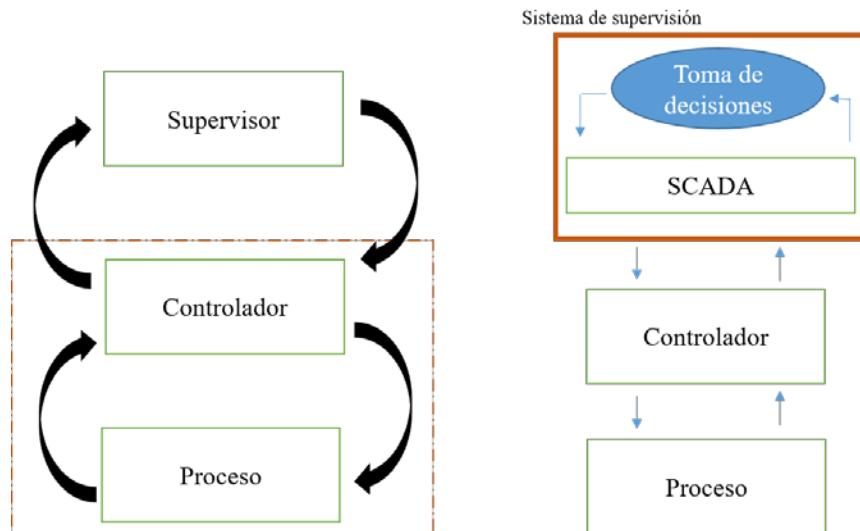 Supervisor
Controlador
Proceso
Sistema de supervisión
Toma de
decisiones
SCADA
Controlador
Proceso